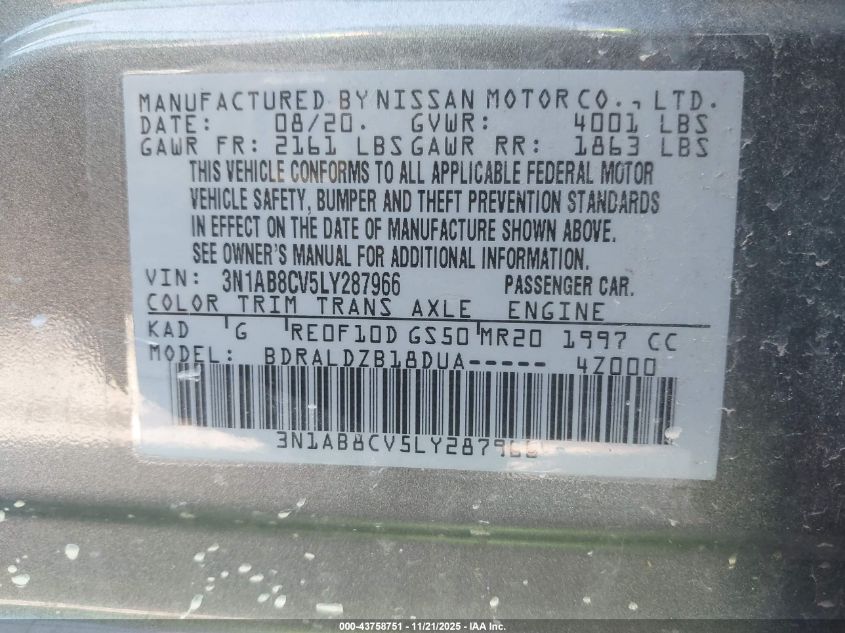 MANUFACTURED BY NISSAN MOTOR CO., LTD.
DATE: 08/20. GVWR: 4001 LBS
GAWR FR: 2161 LBS GAWR RR: 1863 LBS
THIS VEHICLE CONFORMS TO ALL APPLICABLE FEDERAL MOTOR
VEHICLE SAFETY, BUMPER AND THEFT PREVENTION STANDARDS
IN EFFECT ON THE DATE OF MANUFACTURE SHOWN ABOVE.
SEE OWNER'S MANUAL FOR ADDITIONAL INFORMATION.
VIN: 3N1AB8CV5LY287966 PASSENGER CAR.
COLOR TRIM TRANS AXLE ENGINE
KAD G RE0F10D GS50 MR20 1997 CC
MODEL: BDRALDZB18DUA----- 4Z000
3N1AB8CV5LY287966
000-43758751 - 11/21/2025 - IAA Inc.